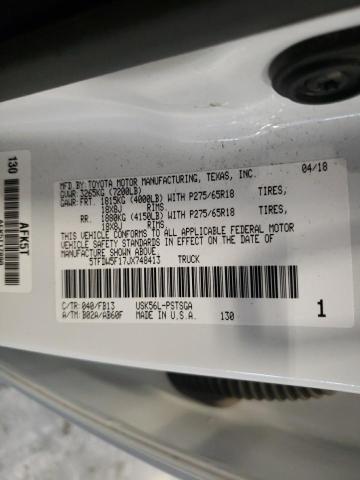 MFD.BY: TOYOTA MOTOR MANUFACTURING, TEXAS, INC. 04/18
GVWR: 3265KG (7200LB)
GAWR: FRT. 1815KG (4000LB) WITH P275/65R18 TIRES,
18X8J RIMS.
RR. 1880KG (4150LB) WITH P275/65R18 TIRES,
18X8J RIMS.
THIS VEHICLE CONFORMS TO ALL APPLICABLE FEDERAL MOTOR
VEHICLE SAFETY STANDARDS IN EFFECT ON THE DATE OF
MANUFACTURE SHOWN ABOVE.
5TFDW5F17JX748413 TRUCK
C/TR: 040/FB13 USK56L-PSTSGA
A/TM: B02A/AB60F MADE IN U.S.A. 130 1
130
AFK5T